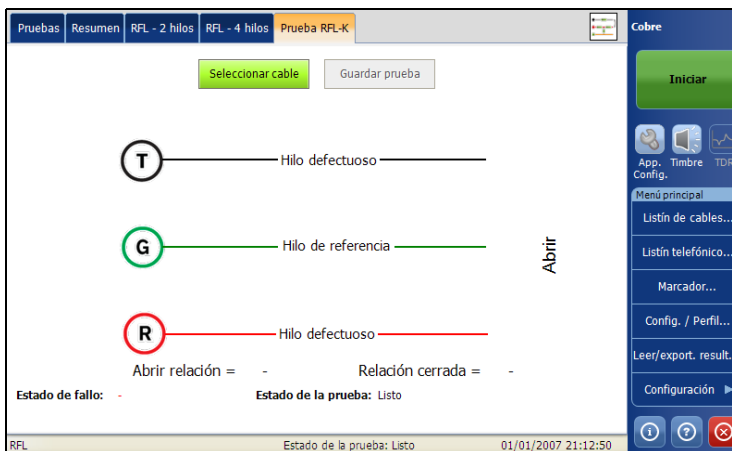 Pruebas Resumen RFL - 2 hilos RFL - 4 hilos Prueba RFL-K
Seleccionar cable Guardar prueba
T Hilo defectuoso
G Hilo de referencia
Abrir
R Hilo defectuoso
Abrir relación = - Relación cerrada = -
Estado de fallo: - Estado de la prueba: Listo
RFL Estado de la prueba: Listo 01/01/2007 21:12:50
Cobre
Iniciar
App. Config. Timbre TDR
Menú principal
Listín de cables...
Listín telefónico...
Marcador...
Config. / Perfil...
Leer/export. result.
Configuración